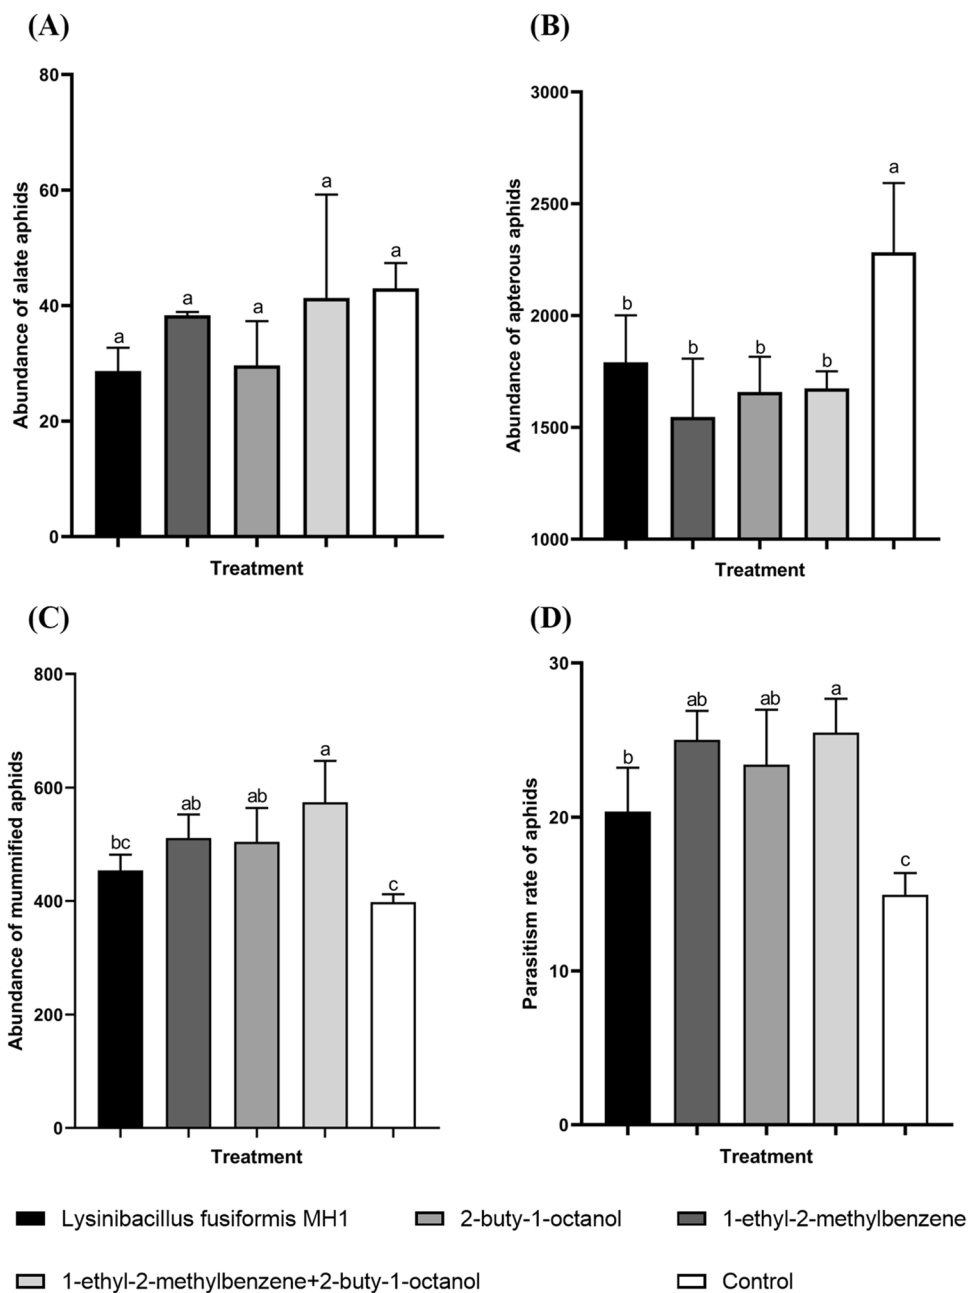 (A)
80
60
40
20
0
Abundance of alate aphids
a
a
a
a
a
Treatment
(B)
3000
2500
2000
1500
1000
Abundance of apterous aphids
b
b
b
b
a
Treatment
(C)
800
600
400
200
0
Abundance of mummified aphids
bc
ab
ab
a
c
Treatment
(D)
30
20
10
0
Parasitism rate of aphids
b
ab
ab
a
c
Treatment
Lysinibacillus fusiformis MH1
2-buty-1-octanol
1-ethyl-2-methylbenzene
1-ethyl-2-methylbenzene+2-buty-1-octanol
Control